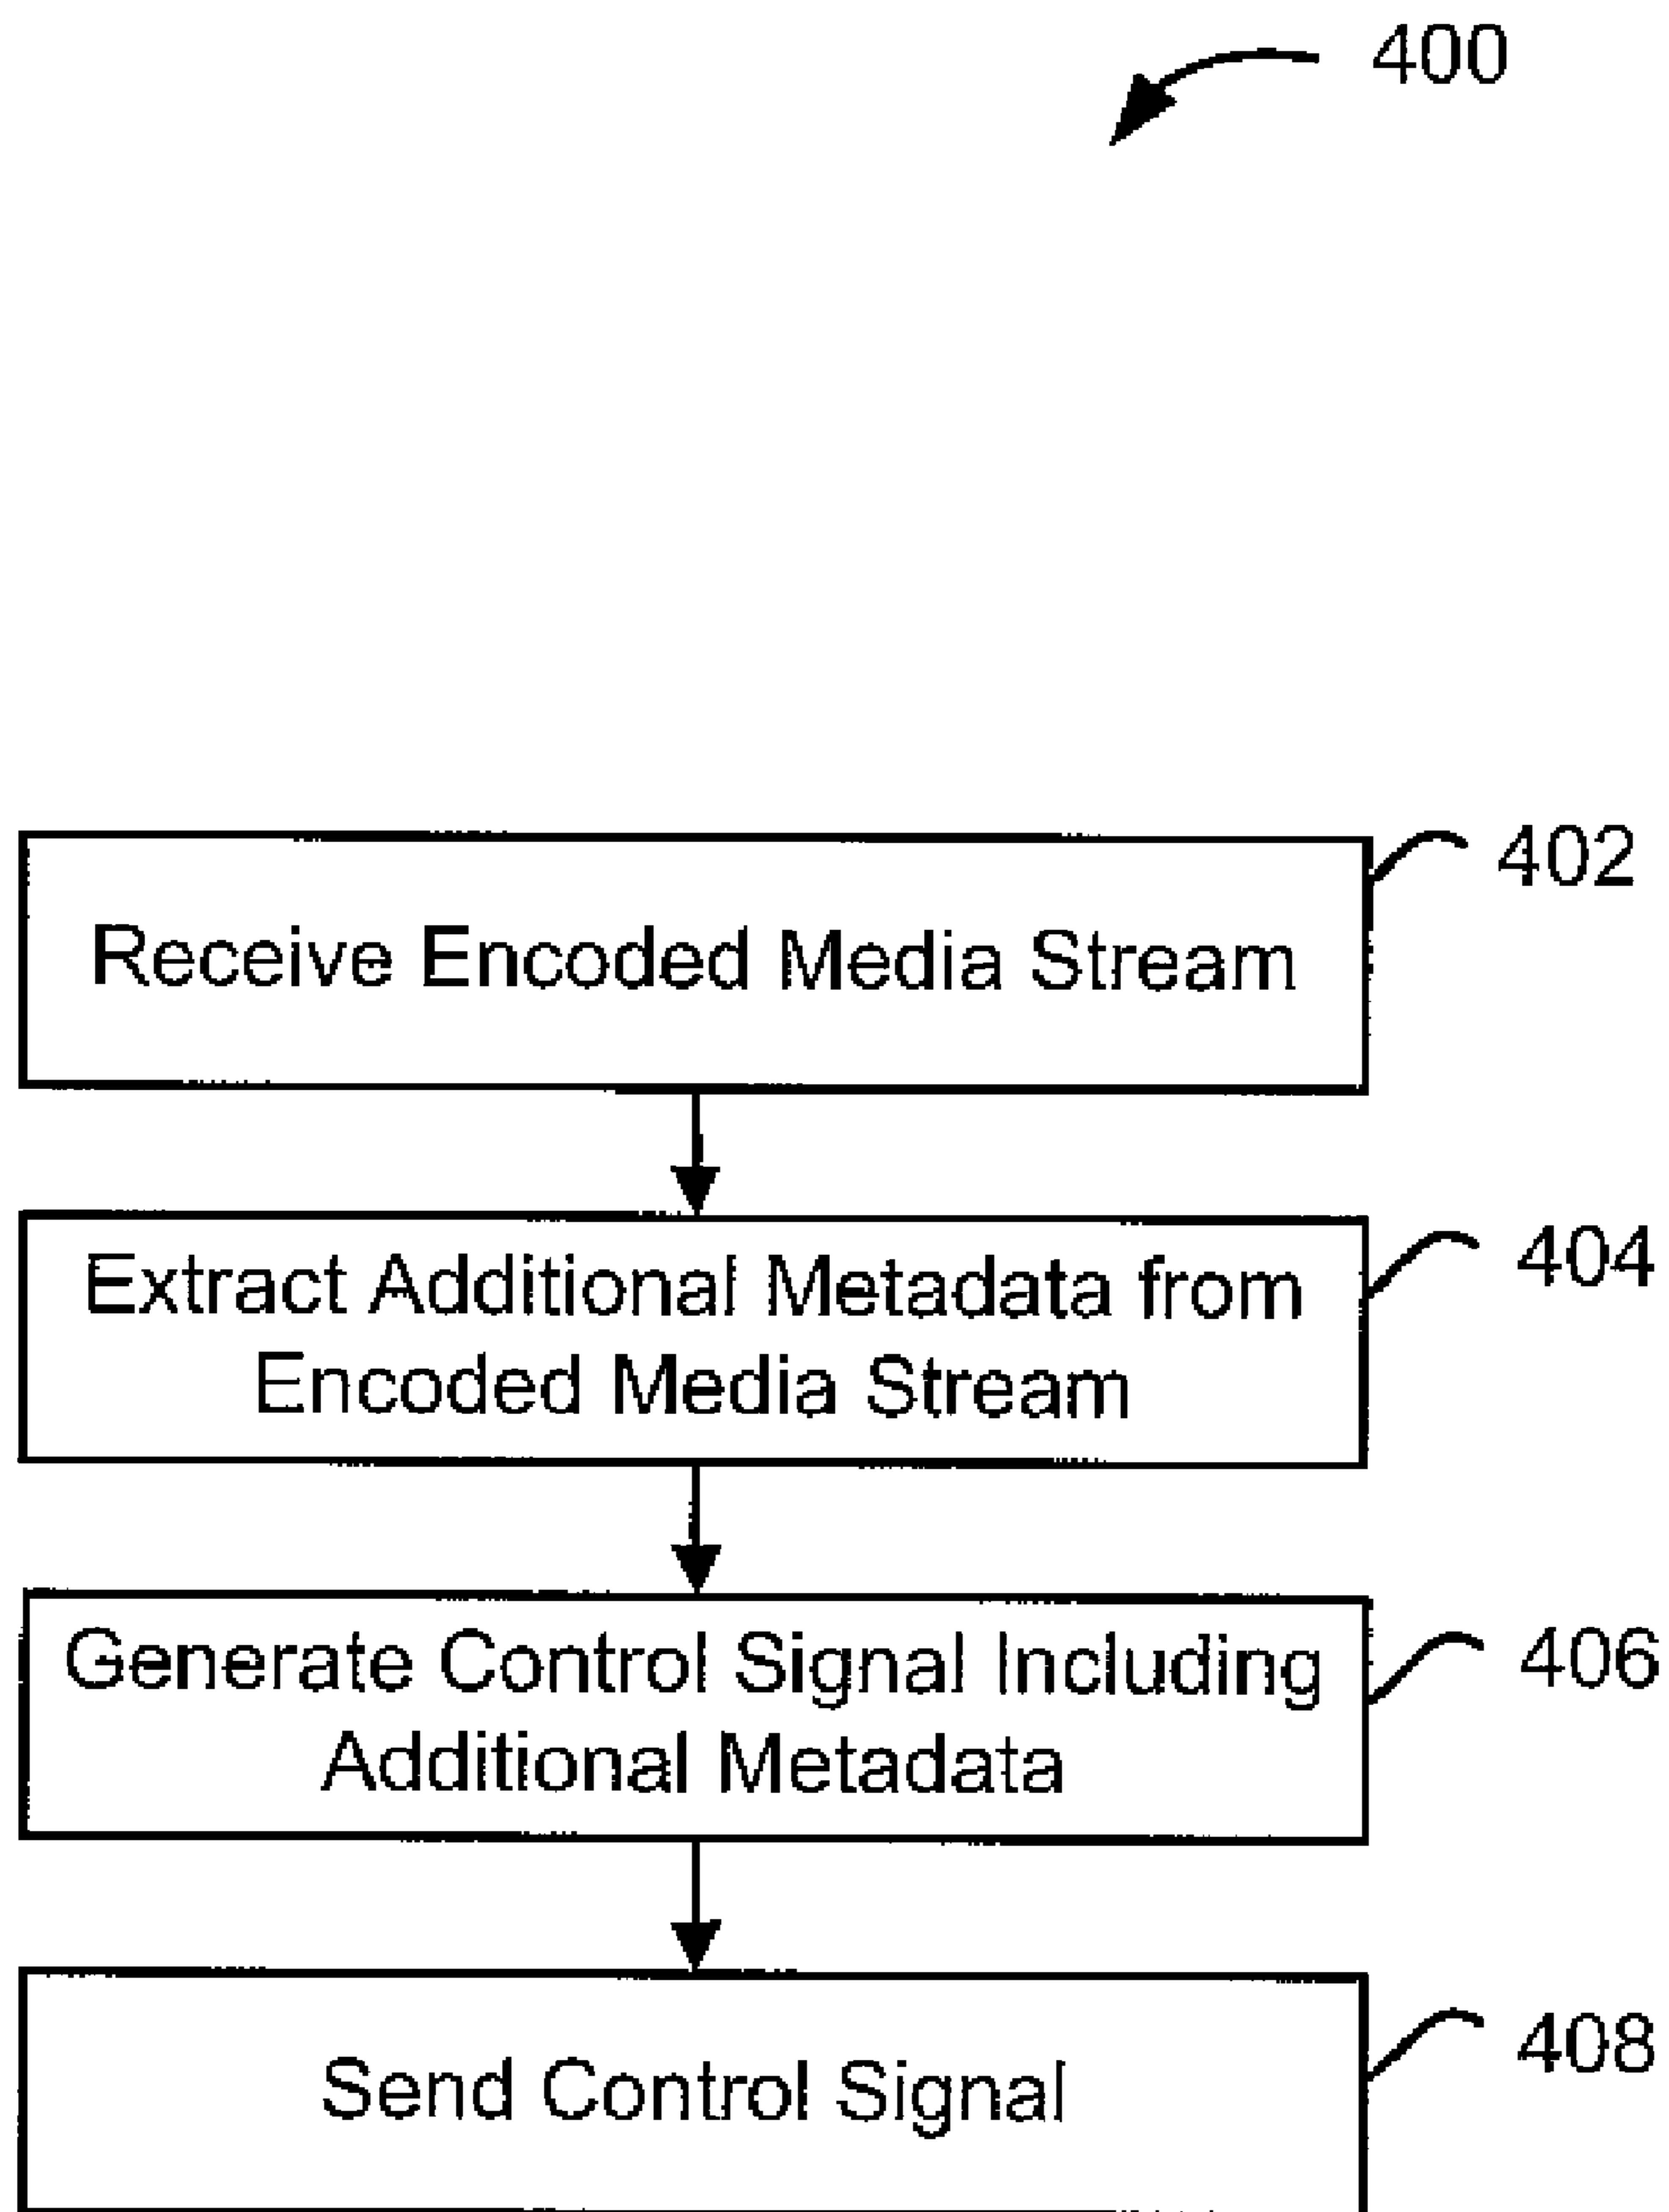 400
402
Receive Encoded Media Stream
404
Extract Additional Metadata from
Encoded Media Stream
406
Generate Control Signal Including
Additional Metadata
408
Send Control Signal